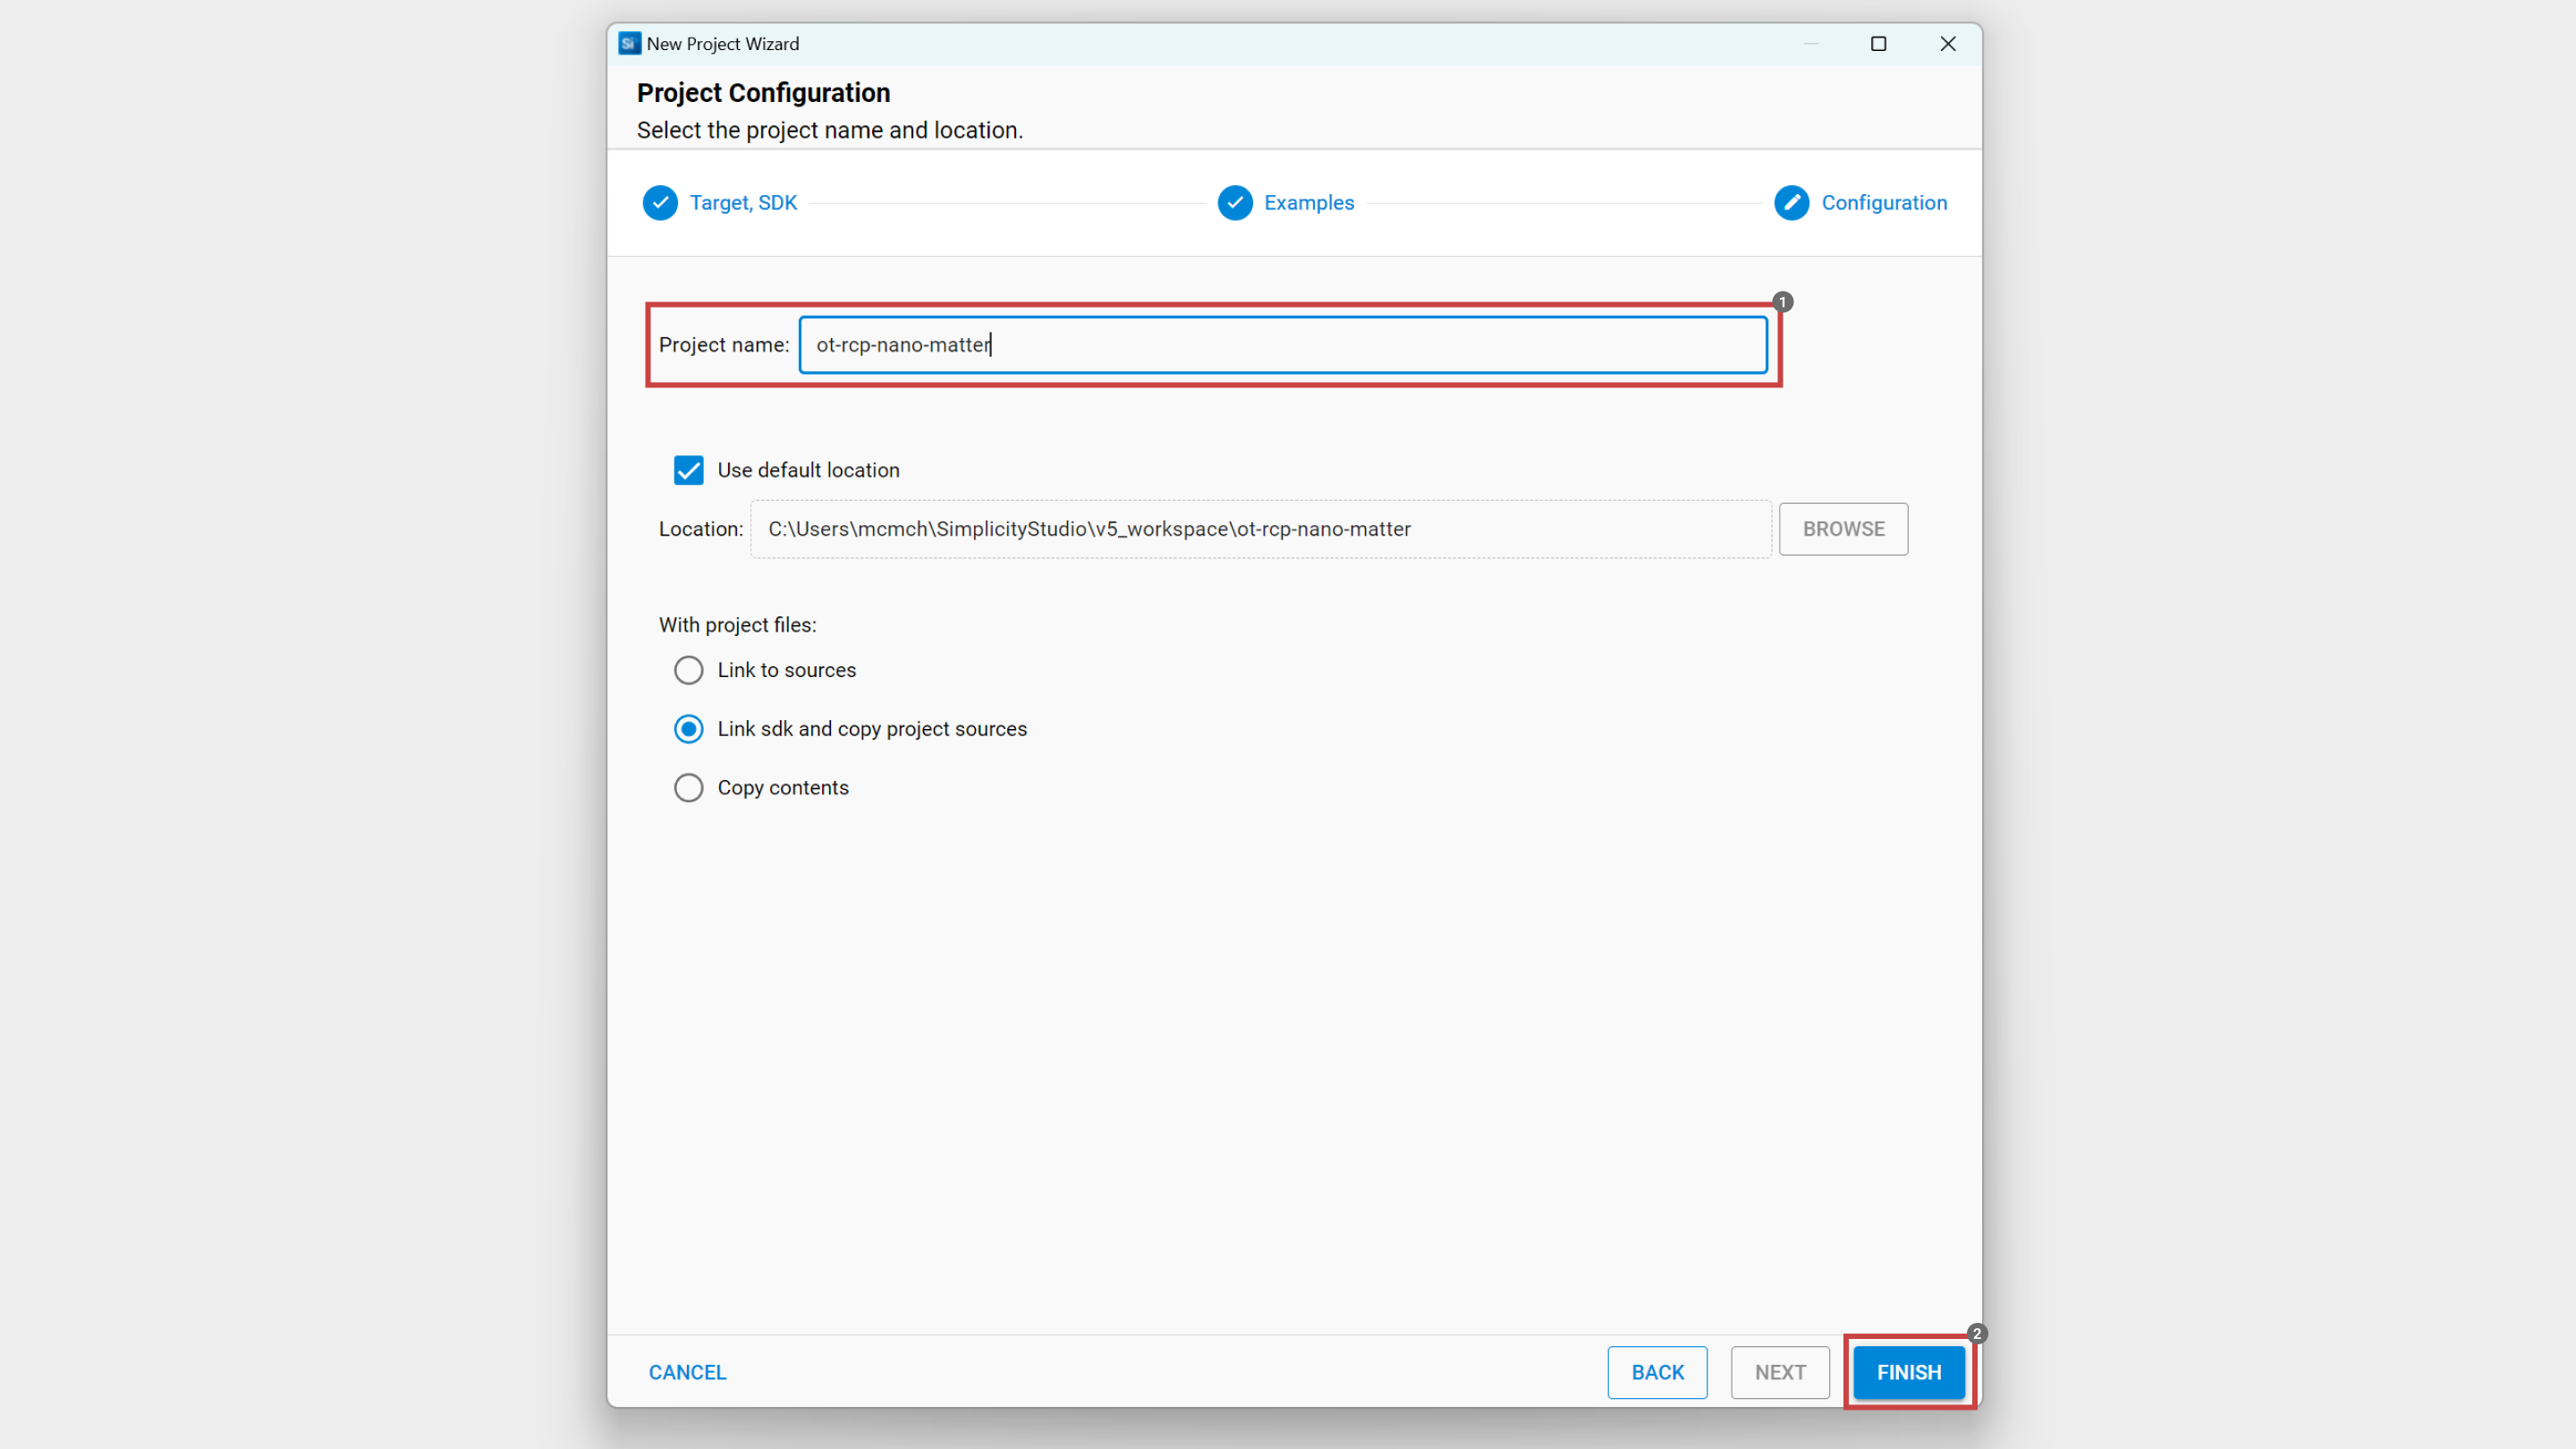 Si
New Project Wizard
Project Configuration
Select the project name and location.
Target, SDK
Examples
Configuration
1
Project name: ot-rcp-nano-matter
Use default location
Location: C:\Users\mcmch\SimplicityStudio\v5_workspace\ot-rcp-nano-matter
BROWSE
With project files:
Link to sources
Link sdk and copy project sources
Copy contents
2
CANCEL
BACK
NEXT
FINISH